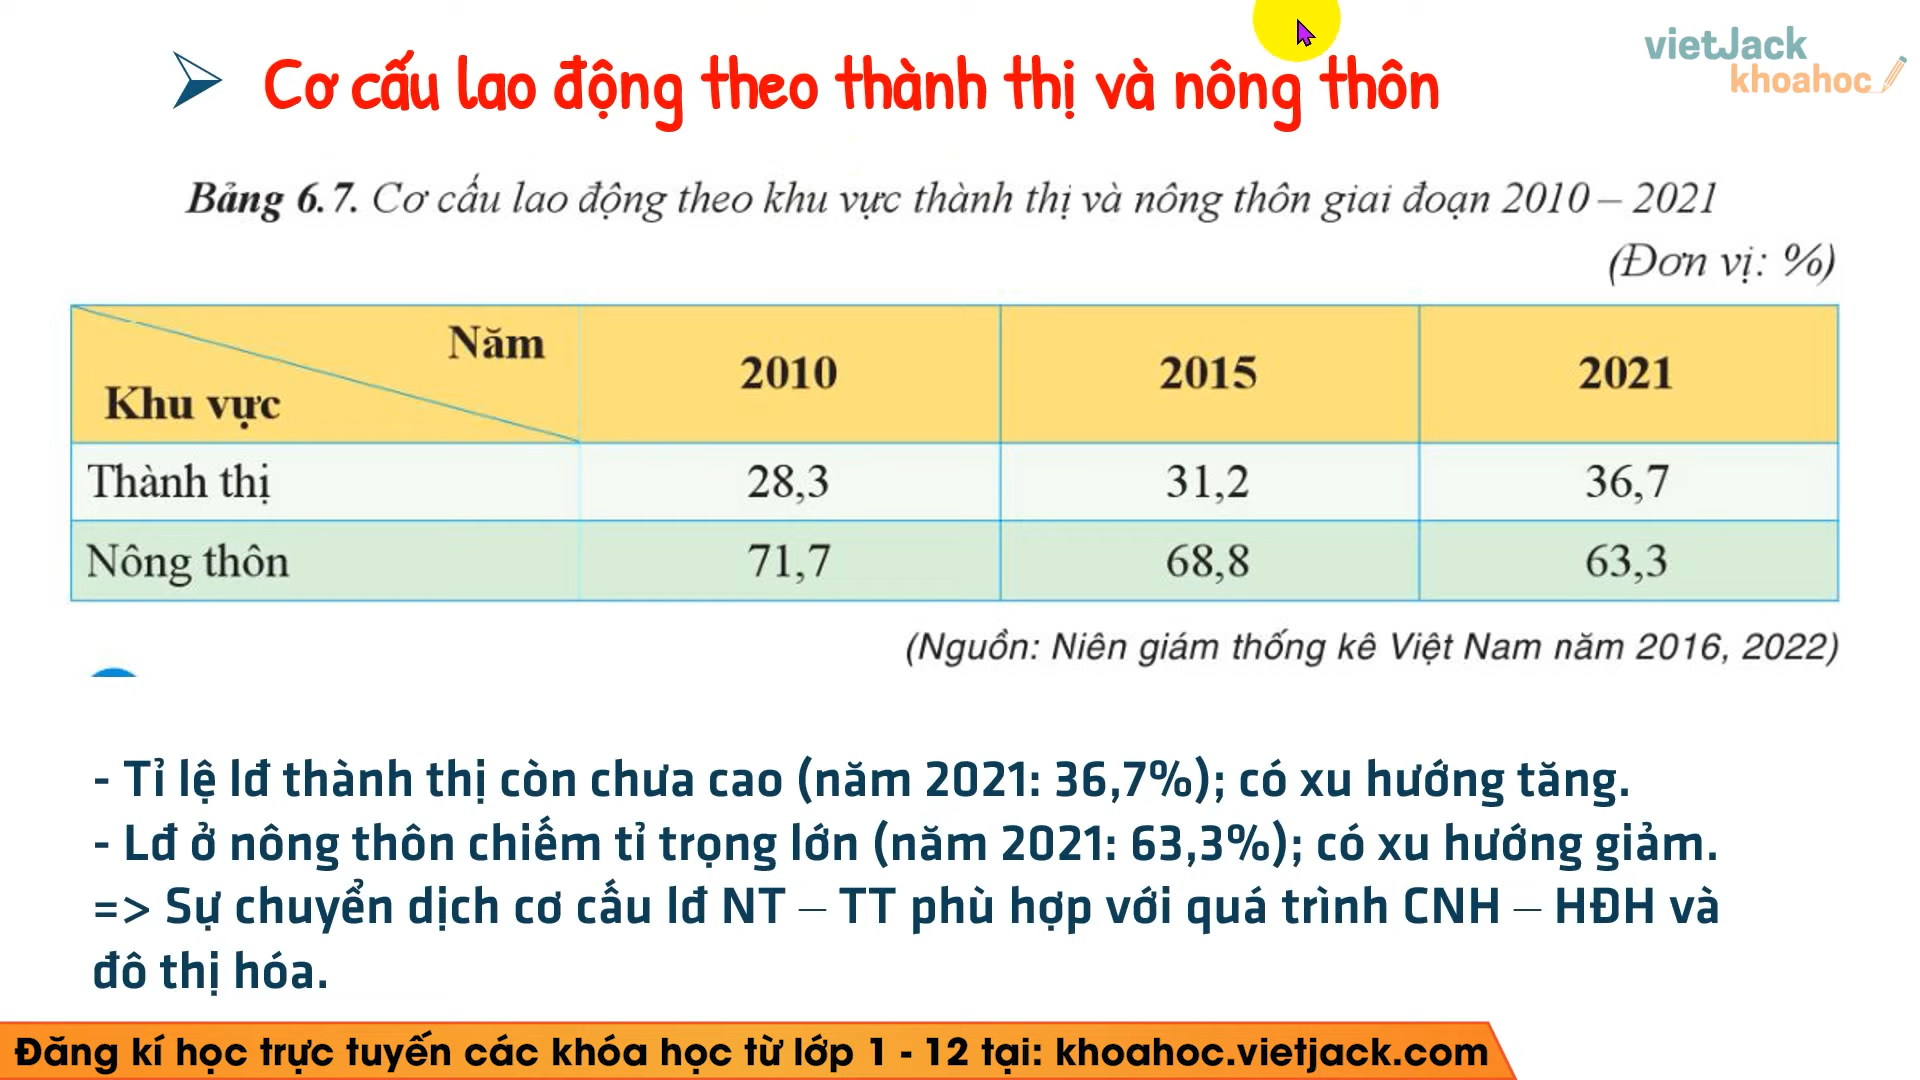 vietJack
khoahoc
Cơ cấu lao động theo thành thị và nông thôn
Bảng 6.7. Cơ cấu lao động theo khu vực thành thị và nông thôn giai đoạn 2010 – 2021
(Đơn vị: %)
Năm
Khu vực
2010 2015 2021
Thành thị 28,3 31,2 36,7
Nông thôn 71,7 68,8 63,3
(Nguồn: Niên giám thống kê Việt Nam năm 2016, 2022)
- Tỉ lệ lđ thành thị còn chưa cao (năm 2021: 36,7%); có xu hướng tăng.
- Lđ ở nông thôn chiếm tỉ trọng lớn (năm 2021: 63,3%); có xu hướng giảm.
=> Sự chuyển dịch cơ cấu lđ NT – TT phù hợp với quá trình CNH – HĐH và
đô thị hóa.
Đăng kí học trực tuyến các khóa học từ lớp 1 - 12 tại: khoahoc.vietjack.com